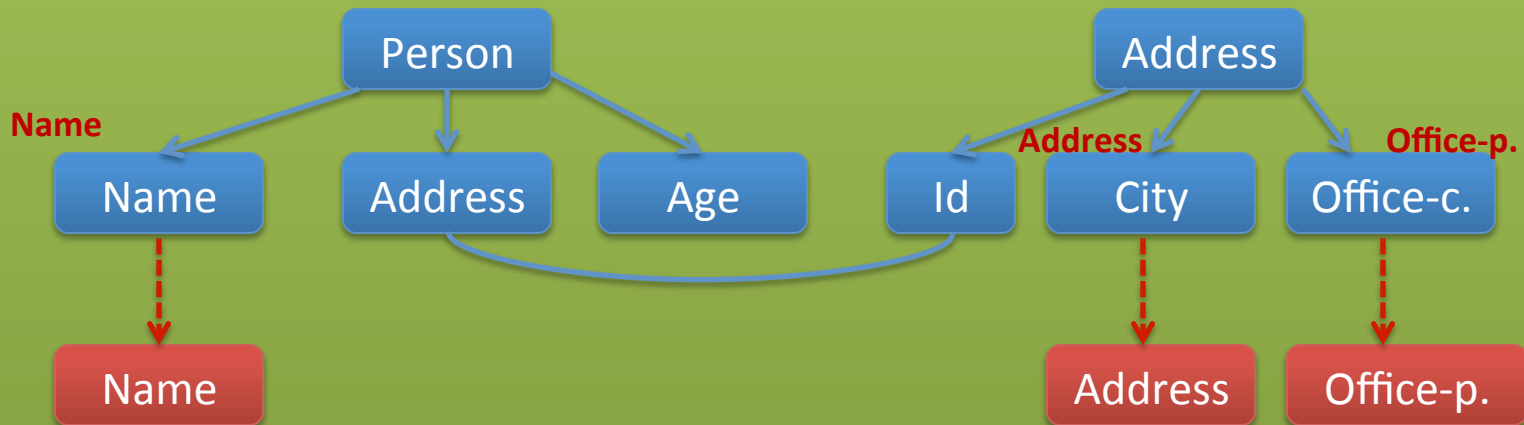 Person
Address
Name
Address
Office-p.
Name
Address
Age
Id
City
Office-c.
Name
Address
Office-p.